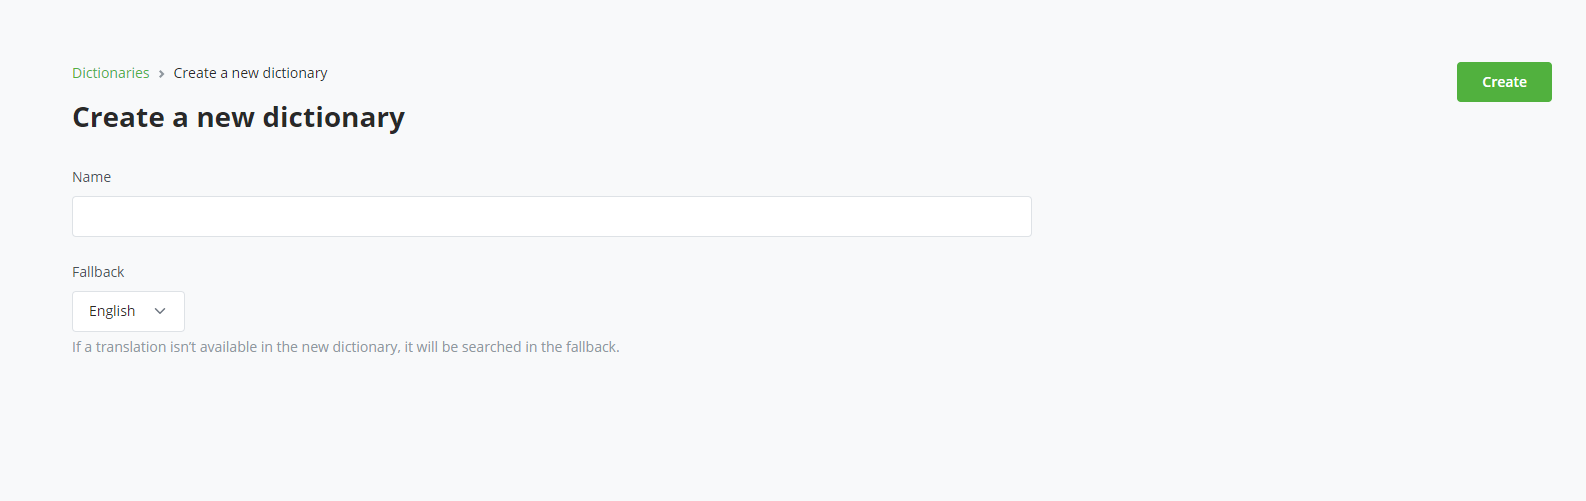 Dictionaries › Create a new dictionary
Create
Create a new dictionary
Name
Fallback
English
If a translation isn’t available in the new dictionary, it will be searched in the fallback.